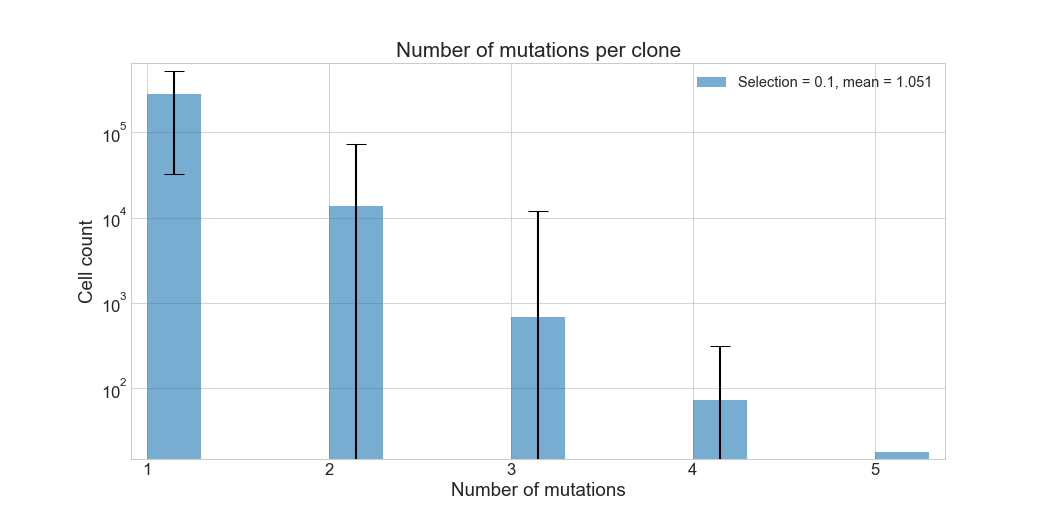 Number of mutations per clone
Selection = 0.1, mean = 1.051
Cell count
10^5
10^4
10^3
10^2
1 2 3 4 5
Number of mutations